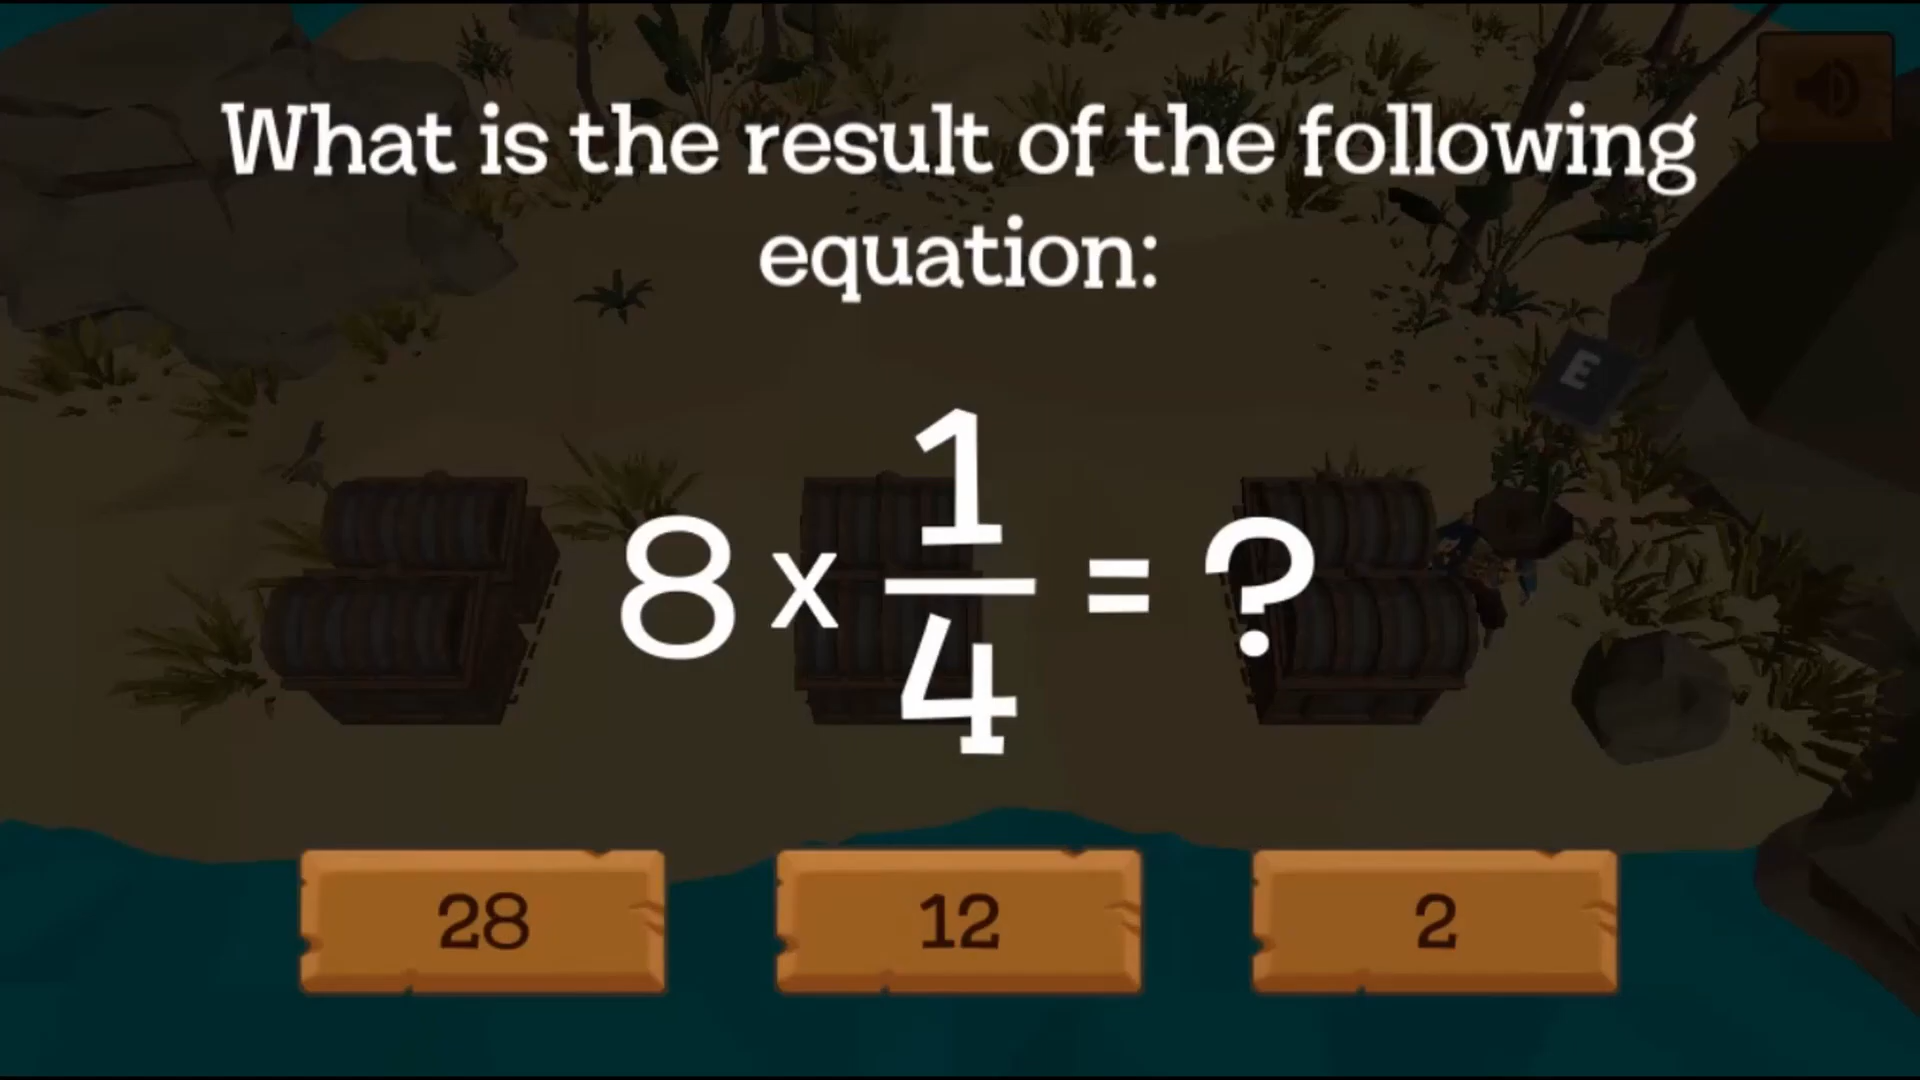 What is the result of the following
equation:
E
8 x 1/4 = ?
28 12 2